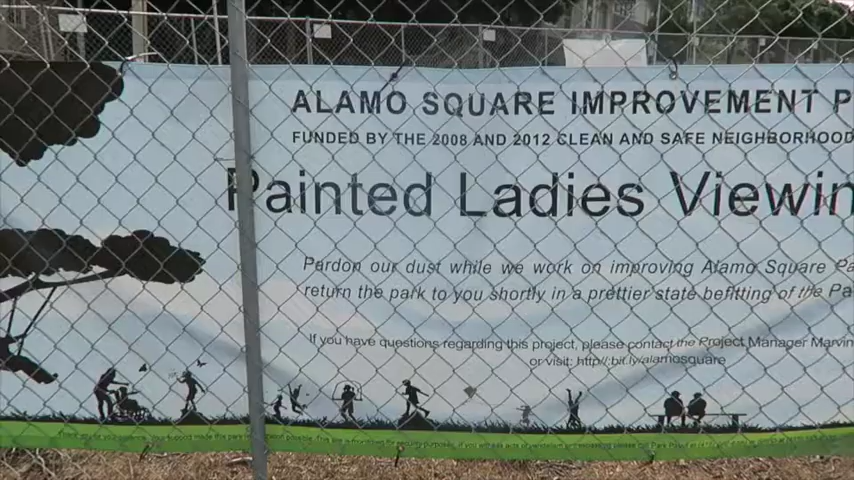 ALAMO SQUARE IMPROVEMENT P
FUNDED BY THE 2008 AND 2012 CLEAN AND SAFE NEIGHBORHOOD
Painted Ladies Viewin
Pardon our dust while we work on improving Alamo Square Pa
return the park to you shortly in a prettier state befitting of the Pa
If you have questions regarding this project, please contact the Project Manager Marvin
or visit: http//:bit.ly/alamosquare